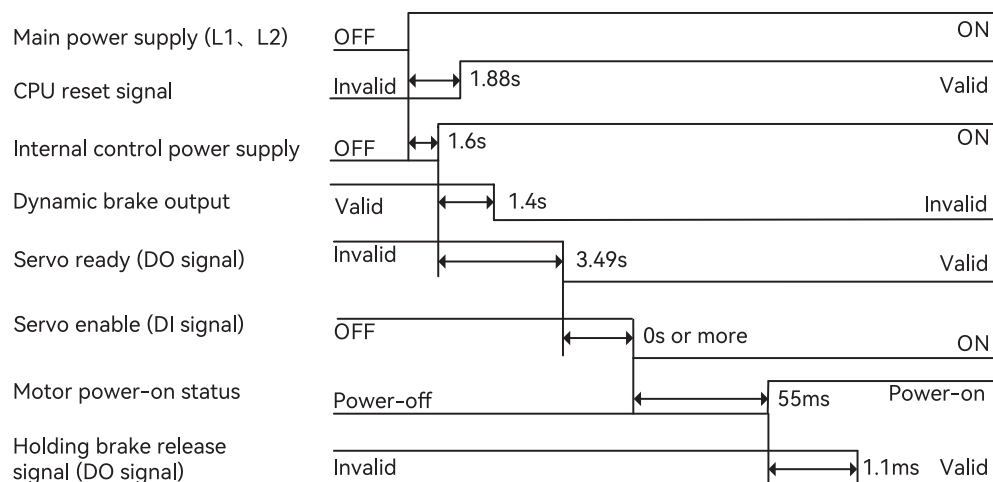 Main power supply (L1、L2) OFF ON
CPU reset signal Invalid 1.88s Valid
Internal control power supply OFF 1.6s ON
Dynamic brake output Valid 1.4s Invalid
Servo ready (DO signal) Invalid 3.49s Valid
Servo enable (DI signal) OFF 0s or more ON
Motor power-on status Power-off 55ms Power-on
Holding brake release
signal (DO signal) Invalid 1.1ms Valid